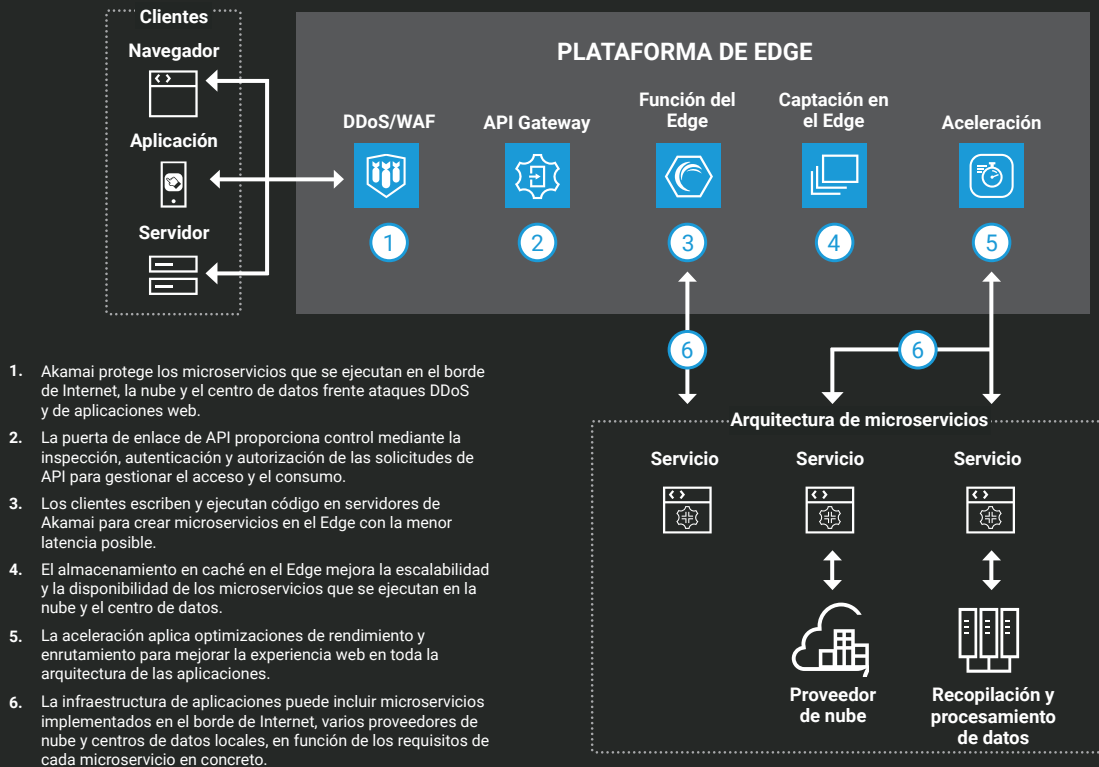 Clientes
Navegador
Aplicación
Servidor
PLATAFORMA DE EDGE
DDoS/WAF
API Gateway
Función del
Edge
Captación en
el Edge
Aceleración
1
2
3
4
5
6
6
1. Akamai protege los microservicios que se ejecutan en el borde
de Internet, la nube y el centro de datos frente ataques DDoS
y de aplicaciones web.
2. La puerta de enlace de API proporciona control mediante la
inspección, autenticación y autorización de las solicitudes de
API para gestionar el acceso y el consumo.
3. Los clientes escriben y ejecutan código en servidores de
Akamai para crear microservicios en el Edge con la menor
latencia posible.
4. El almacenamiento en caché en el Edge mejora la escalabilidad
y la disponibilidad de los microservicios que se ejecutan en la
nube y el centro de datos.
5. La aceleración aplica optimizaciones de rendimiento y
enrutamiento para mejorar la experiencia web en toda la
arquitectura de las aplicaciones.
6. La infraestructura de aplicaciones puede incluir microservicios
implementados en el borde de Internet, varios proveedores de
nube y centros de datos locales, en función de los requisitos de
cada microservicio en concreto.
Arquitectura de microservicios
Servicio
Servicio
Servicio
Proveedor
de nube
Recopilación y
procesamiento
de datos